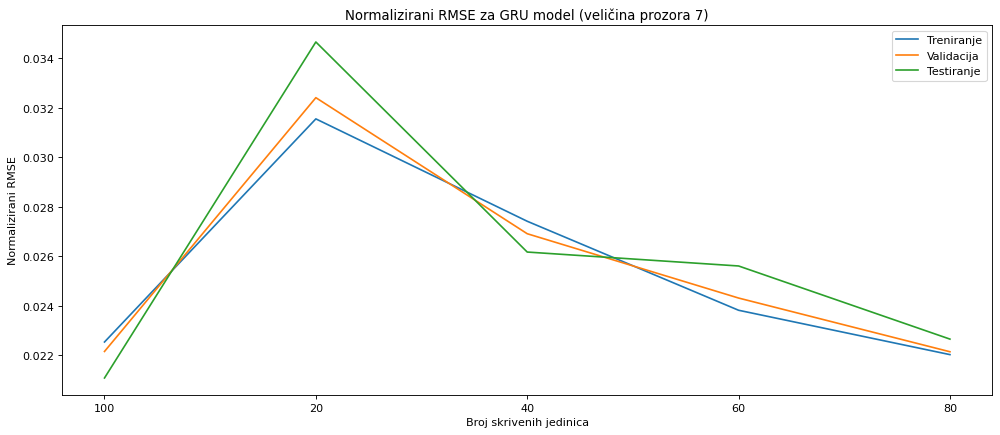 Normalizirani RMSE za GRU model (veličina prozora 7)
Treniranje
Validacija
Testiranje
Normalizirani RMSE
0.034
0.032
0.030
0.028
0.026
0.024
0.022
100 20 40 60 80
Broj skrivenih jedinica